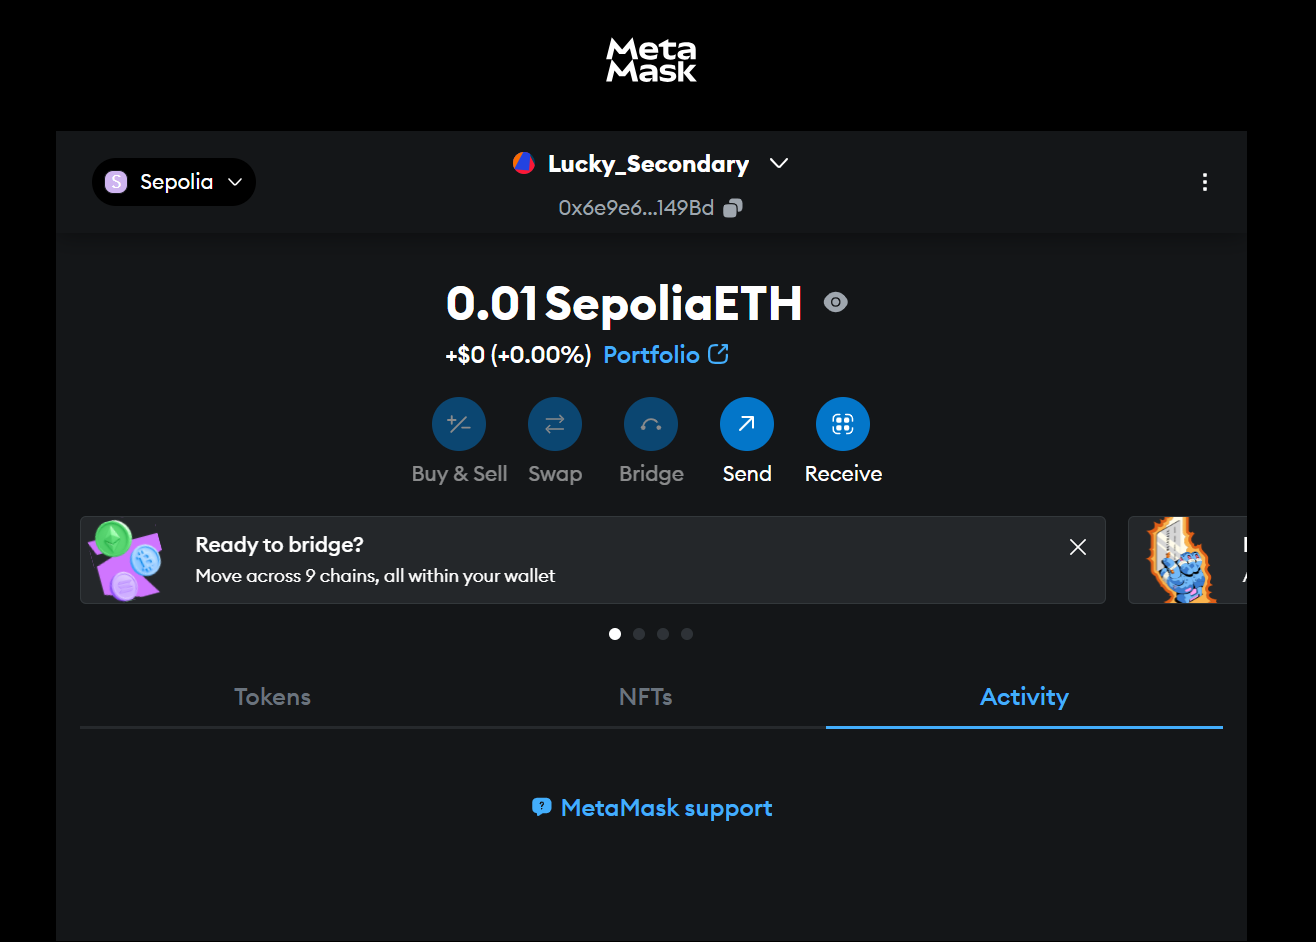 Meta
Mask
S Sepolia
Lucky_Secondary
0x6e9e6...149Bd
0.01 SepoliaETH
+$0 (+0.00%) Portfolio
Buy & Sell Swap Bridge Send Receive
Ready to bridge?
Move across 9 chains, all within your wallet
Tokens NFTs Activity
MetaMask support